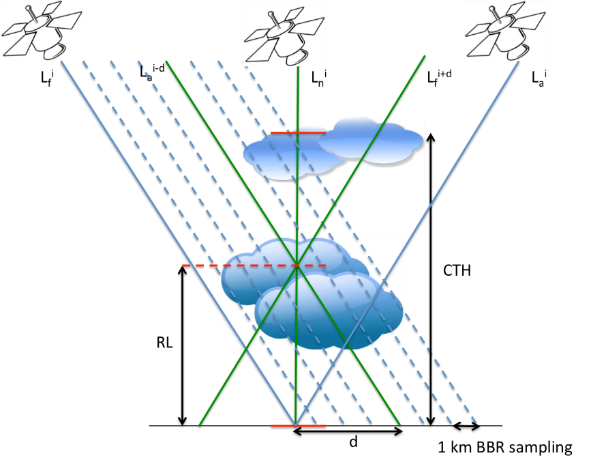 L_f^i
L_a^{i-d}
L_n^i
L_f^{i+d}
L_a^i
CTH
RL
d
1 km BBR sampling